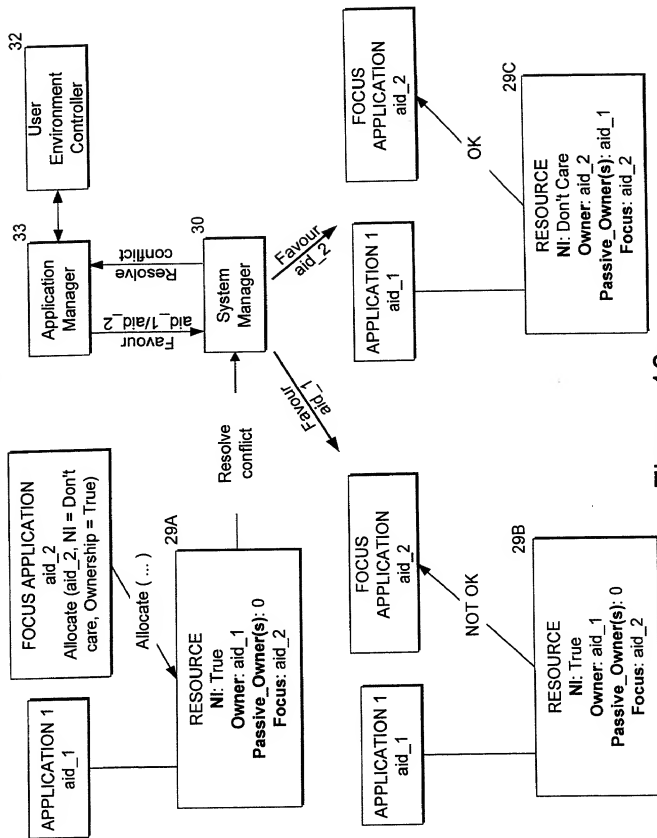 32
User
Environment
Controller
33
Application
Manager
Resolve
conflict
Favour
aid_1/aid_2
30
System
Manager
Resolve
conflict
FOCUS APPLICATION
aid_2
Allocate (aid_2, NI = Don't
care, Ownership = True)
APPLICATION 1
aid_1
Allocate ( ... )
29A
RESOURCE
NI: True
Owner: aid_1
Passive_Owner(s): 0
Focus: aid_2
Favour
aid_1
Favour
aid_2
APPLICATION 1
aid_1
FOCUS
APPLICATION
aid_2
NOT OK
29B
RESOURCE
NI: True
Owner: aid_1
Passive_Owner(s): 0
Focus: aid_2
APPLICATION 1
aid_1
FOCUS
APPLICATION
aid_2
OK
29C
RESOURCE
NI: Don't Care
Owner: aid_2
Passive_Owner(s): aid_1
Focus: aid_2